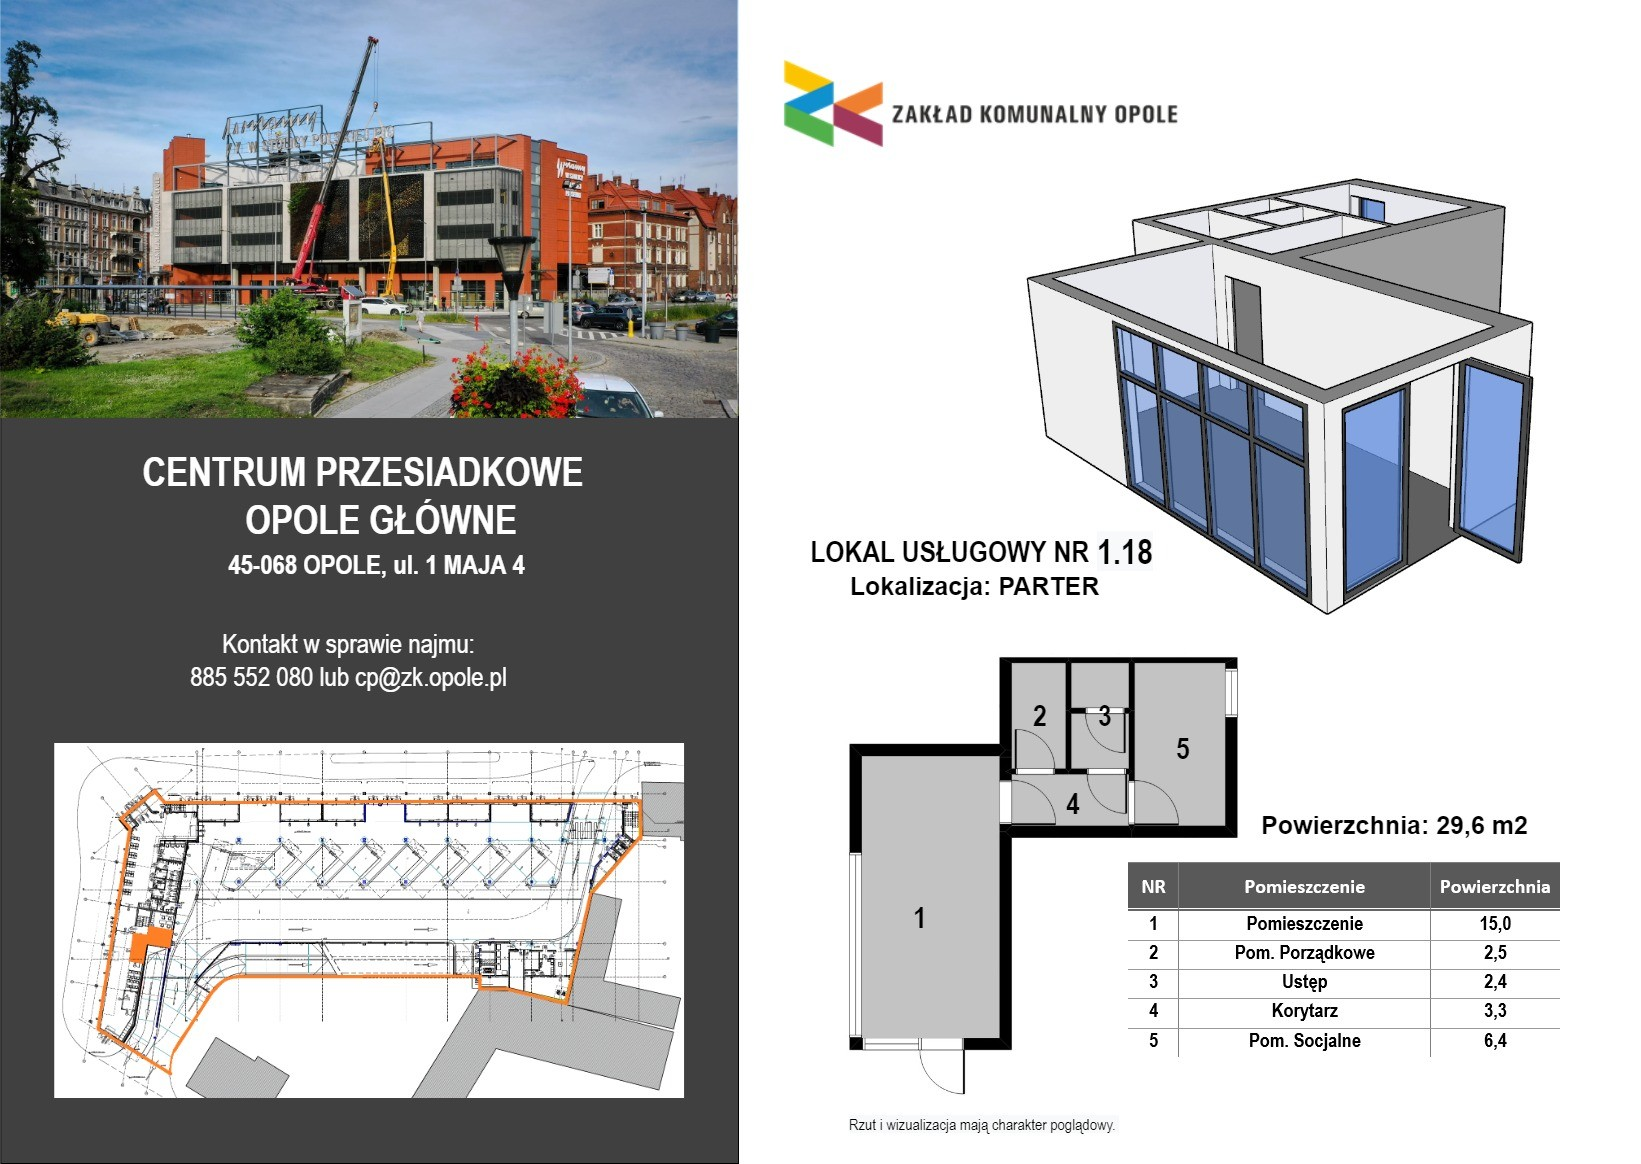 CENTRUM PRZESIADKOWE
OPOLE GŁÓWNE
45-068 OPOLE, ul. 1 MAJA 4
Kontakt w sprawie najmu:
885 552 080 lub cp@zk.opole.pl
ZAKŁAD KOMUNALNY OPOLE
LOKAL USŁUGOWY NR 1.18
Lokalizacja: PARTER
2
3
5
4
1
Powierzchnia: 29,6 m2
NR Pomieszczenie Powierzchnia
1 Pomieszczenie 15,0
2 Pom. Porządkowe 2,5
3 Ustęp 2,4
4 Korytarz 3,3
5 Pom. Socjalne 6,4
Rzut i wizualizacja mają charakter poglądowy.